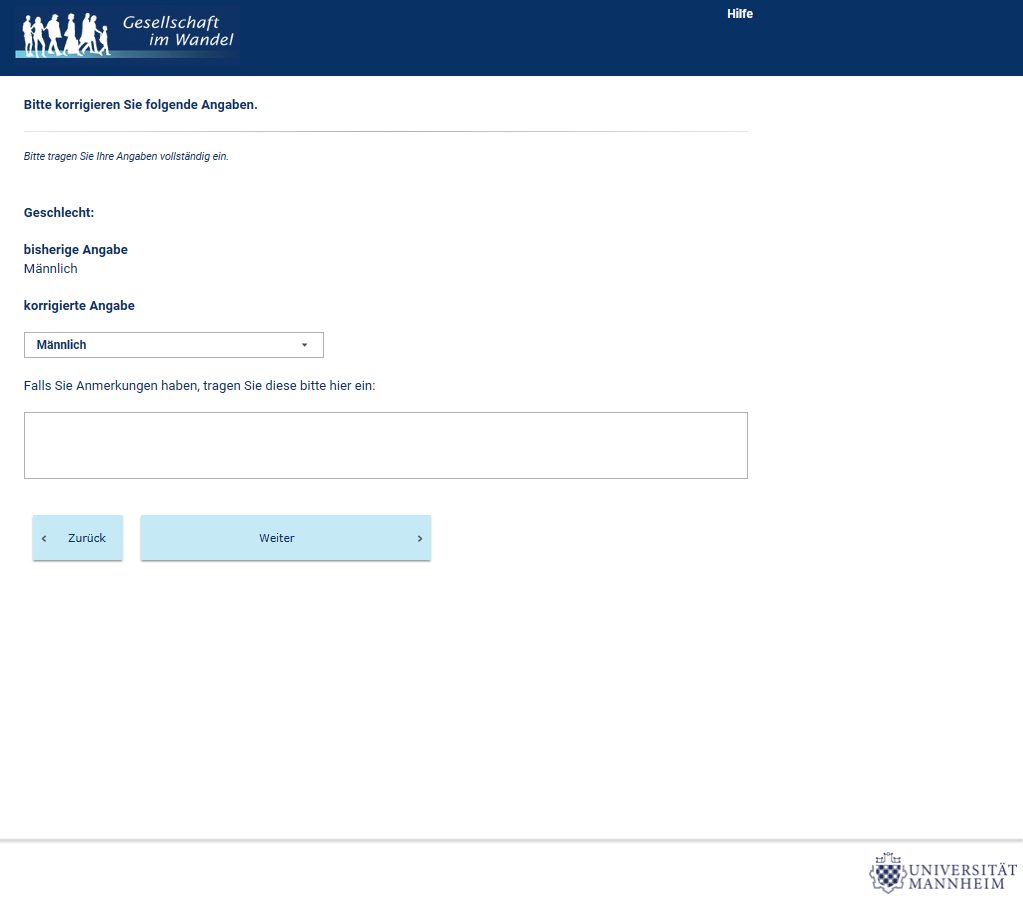 Gesellschaft
im Wandel
Hilfe
Bitte korrigieren Sie folgende Angaben.
Bitte tragen Sie Ihre Angaben vollständig ein.
Geschlecht:
bisherige Angabe
Männlich
korrigierte Angabe
Männlich
Falls Sie Anmerkungen haben, tragen Sie diese bitte hier ein:
Zurück
Weiter
UNIVERSITÄT
MANNHEIM